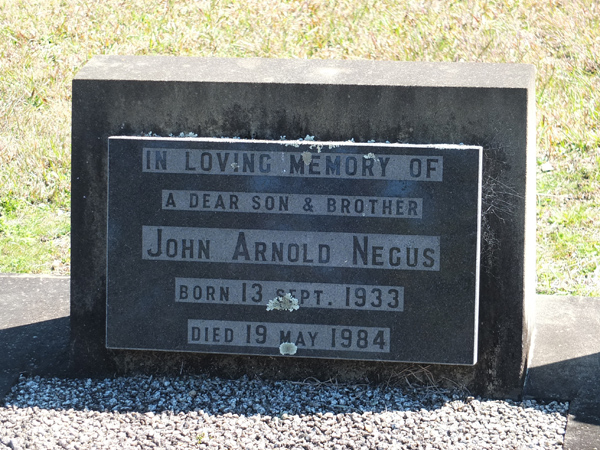 IN LOVING MEMORY OF
A DEAR SON & BROTHER
JOHN ARNOLD NEGUS
BORN 13 SEPT. 1933
DIED 19 MAY 1984